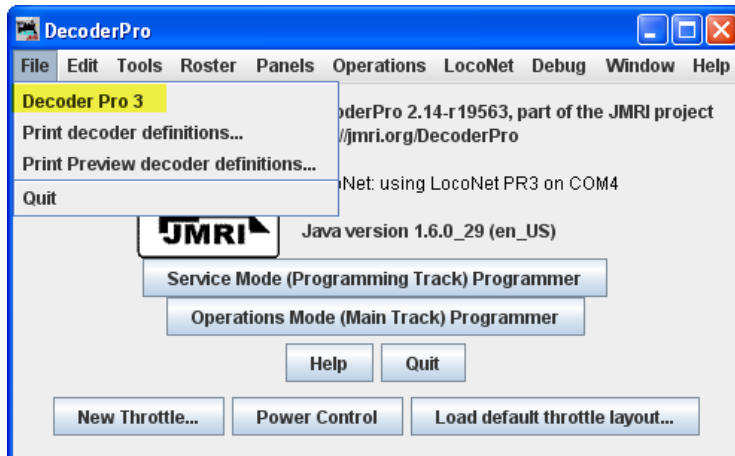 DecoderPro
File Edit Tools Roster Panels Operations LocoNet Debug Window Help
Decoder Pro 3
Print decoder definitions...
Print Preview decoder definitions...
Quit
2.14-r19563, part of the JMRI project
//jmri.org/DecoderPro
using LocoNet PR3 on COM4
JMRI
Java version 1.6.0_29 (en_US)
Service Mode (Programming Track) Programmer
Operations Mode (Main Track) Programmer
Help Quit
New Throttle... Power Control Load default throttle layout...